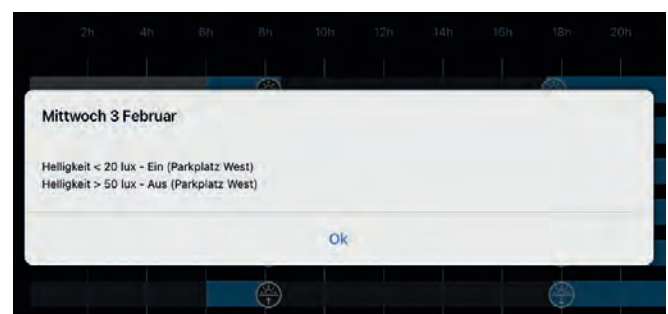 2h 4h 6h 8h 10h 12h 14h 16h 18h 20h
Mittwoch 3 Februar
Helligkeit < 20 lux - Ein (Parkplatz West)
Helligkeit > 50 lux - Aus (Parkplatz West)
Ok